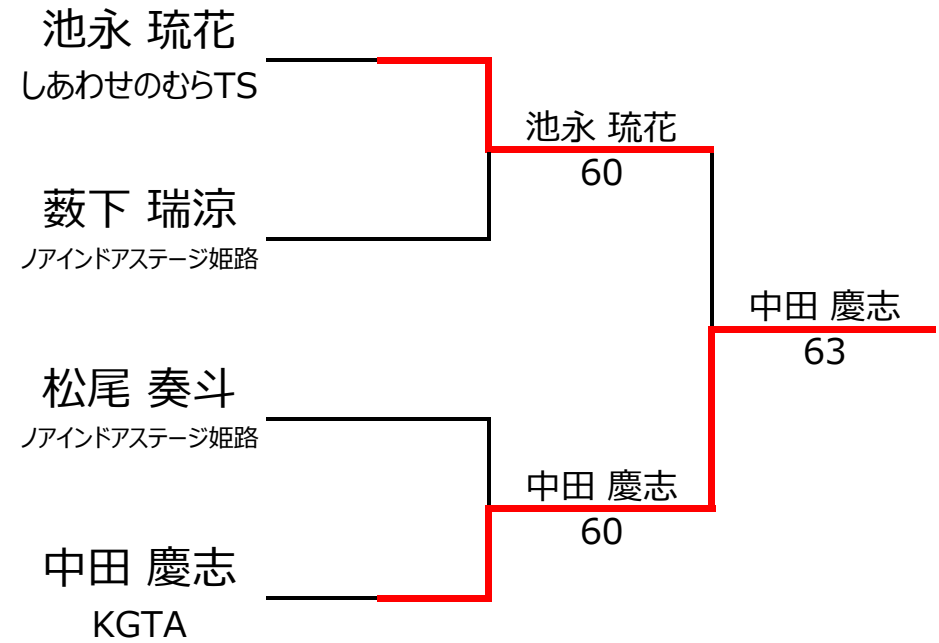 池永 琉花
しあわせのむらTS
池永 琉花
60
薮下 瑞涼
ノアインドアステージ姫路
中田 慶志
63
松尾 奏斗
ノアインドアステージ姫路
中田 慶志
60
中田 慶志
KGTA